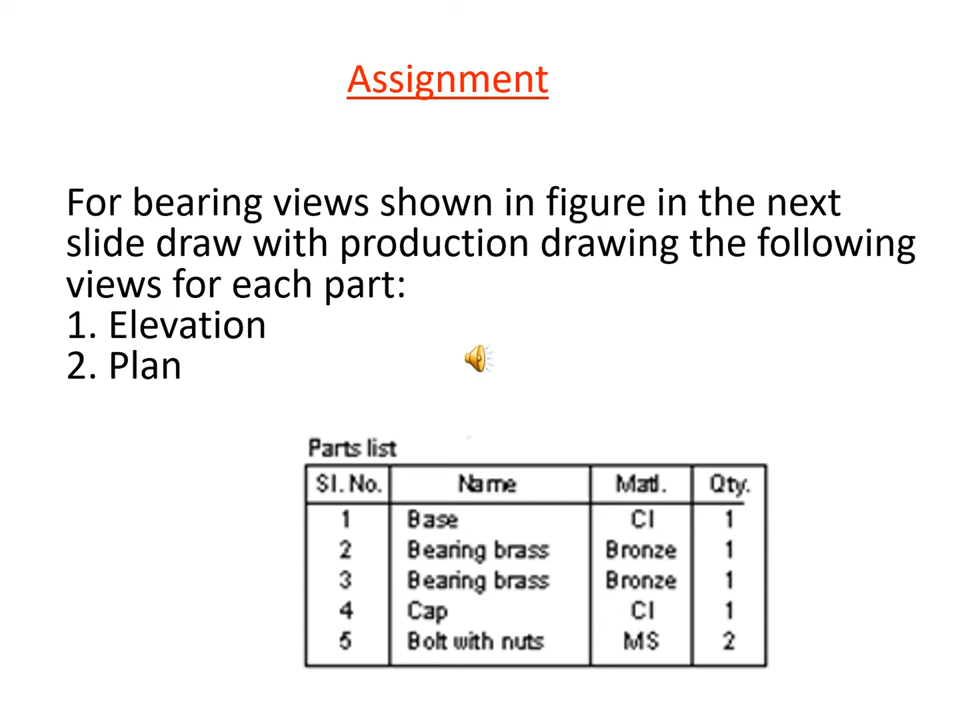 Assignment
For bearing views shown in figure in the next
slide draw with production drawing the following
views for each part:
1. Elevation
2. Plan
Parts list
Sl. No. Name Matl. Qty.
1 Base CI 1
2 Bearing brass Bronze 1
3 Bearing brass Bronze 1
4 Cap CI 1
5 Bolt with nuts MS 2